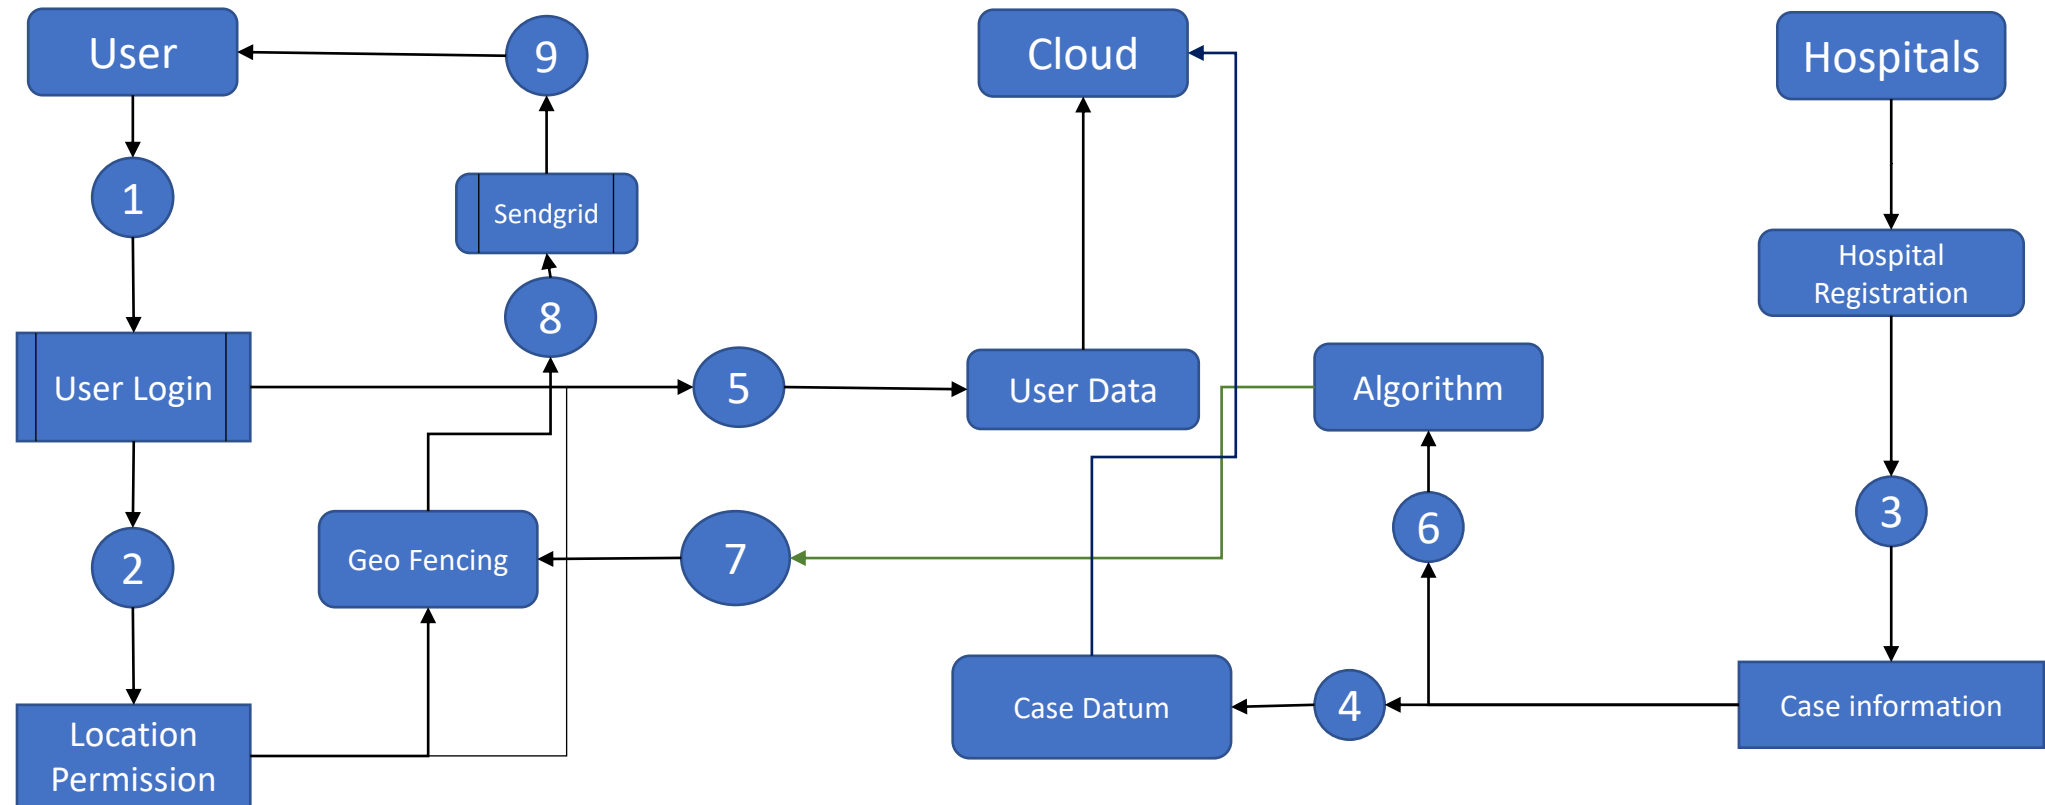 User
9
Cloud
Hospitals
1
Sendgrid
Hospital
Registration
8
User Login
5
User Data
Algorithm
3
6
2
Geo Fencing
7
Location
Permission
Case Datum
4
Case information